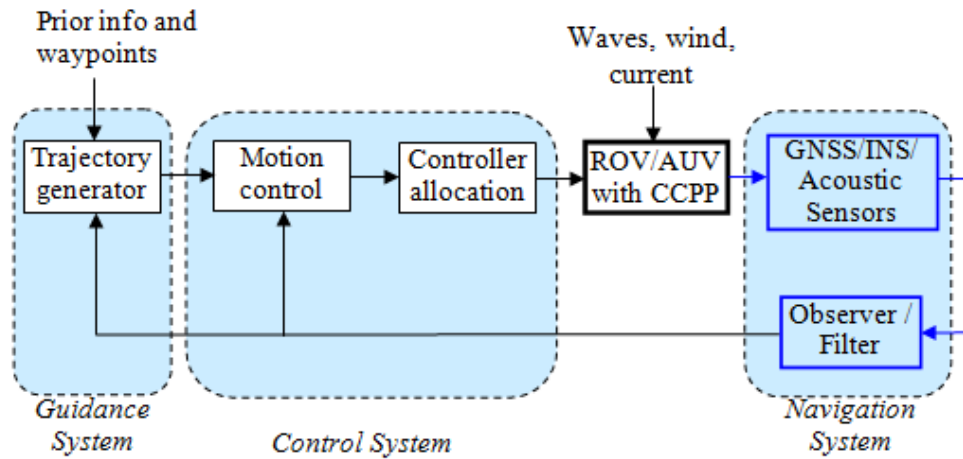 Prior info and
waypoints
Waves, wind,
current
Trajectory
generator
Motion
control
Controller
allocation
ROV/AUV
with CCPP
GNSS/INS/
Acoustic
Sensors
Observer /
Filter
Guidance
System
Control System
Navigation
System